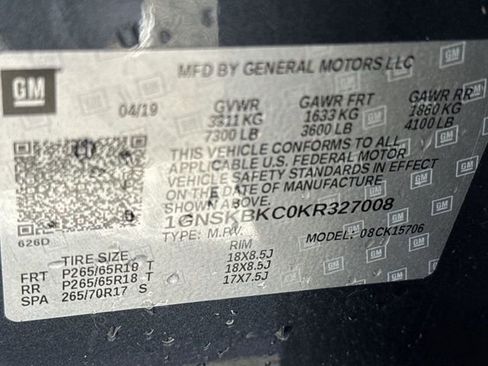 GM
MFD BY GENERAL MOTORS LLC
04/19 GVWR GAWR FRT GAWR RR
3311 KG 1633 KG 1860 KG
7300 LB 3600 LB 4100 LB
THIS VEHICLE CONFORMS TO ALL
APPLICABLE U.S. FEDERAL MOTOR
VEHICLE SAFETY STANDARDS IN EFFECT
ON THE DATE OF MANUFACTURE
SHOWN ABOVE.
1GNSKBKC0KR327008
626D
TYPE: M.P.V. MODEL: 08CK15706
TIRE SIZE RIM
FRT P265/65R18 T 18X8.5J
RR P265/65R18 T 18X8.5J
SPA 265/70R17 S 17X7.5J